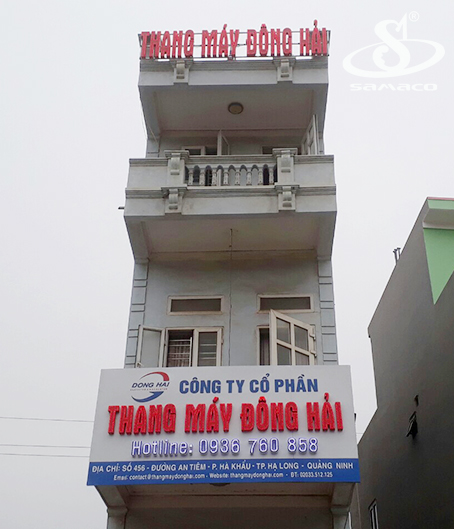 THANG MÁY ĐÔNG HẢI
S®
SAMACO
DONG HAI
CÔNG TY CỔ PHẦN
THANG MÁY ĐÔNG HẢI
Hotline: 0936 760 858
ĐỊA CHỈ: SỐ 456 - ĐƯỜNG AN TIÊM - P. HÀ KHẨU - TP. HẠ LONG - QUẢNG NINH
Email: contact@thangmaydonghai.com - Website: thangmaydonghai.com - ĐT: 02033.512.125